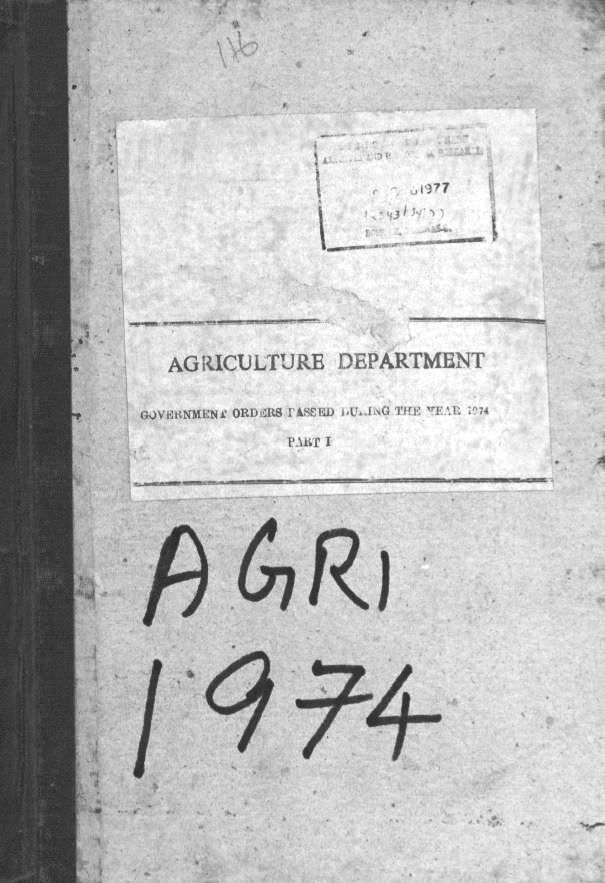 116
1977
AGRICULTURE DEPARTMENT
GOVERNMENT ORDERS PASSED DURING THE YEAR 1974
PART I
AGRI
1974